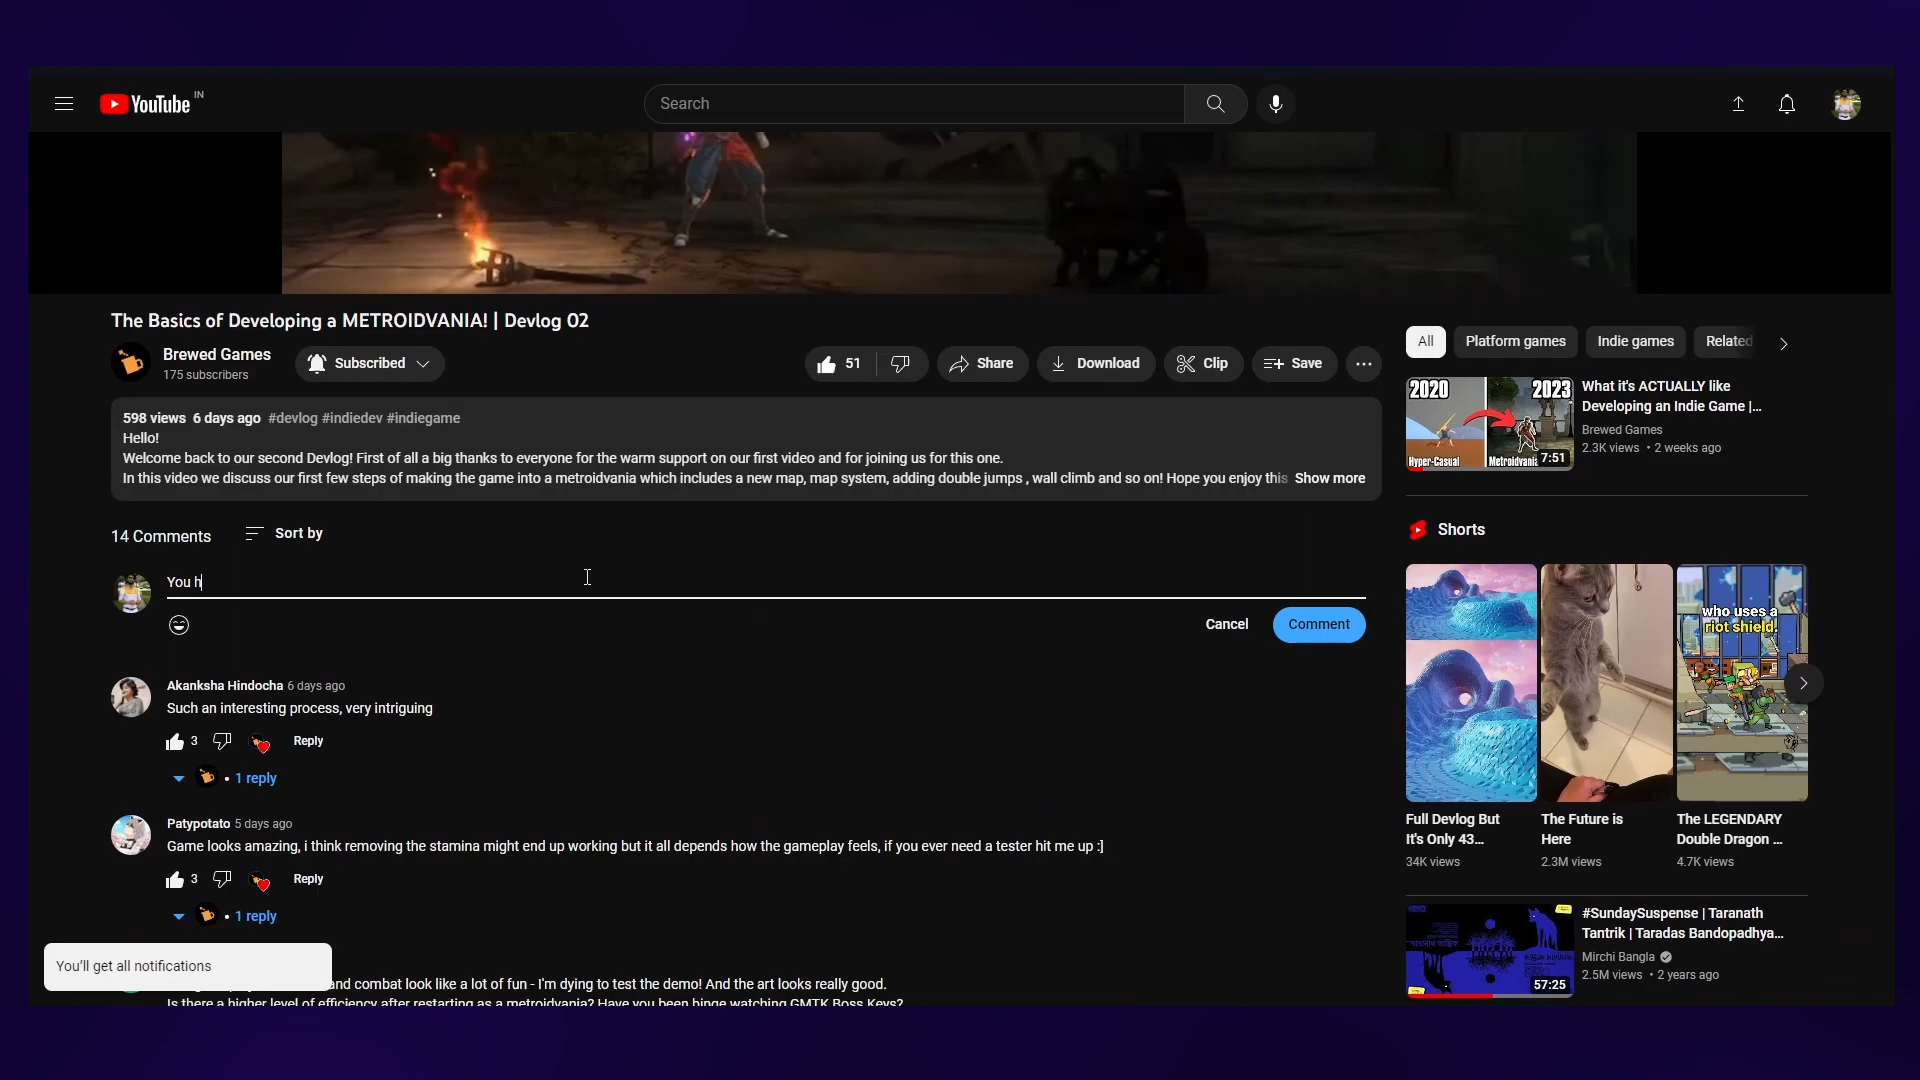 YouTube IN
Search
The Basics of Developing a METROIDVANIA! | Devlog 02
Brewed Games
175 subscribers
Subscribed
51
Share
Download
Clip
Save
598 views 6 days ago #devlog #indiedev #indiegame
Hello!
Welcome back to our second Devlog! First of all a big thanks to everyone for the warm support on our first video and for joining us for this one.
In this video we discuss our first few steps of making the game into a metroidvania which includes a new map, map system, adding double jumps , wall climb and so on! Hope you enjoy this Show more
14 Comments
Sort by
You h
Cancel
Comment
Akanksha Hindocha 6 days ago
Such an interesting process, very intriguing
3
Reply
• 1 reply
Patypotato 5 days ago
Game looks amazing, i think removing the stamina might end up working but it all depends how the gameplay feels, if you ever need a tester hit me up :]
3
Reply
• 1 reply
You'll get all notifications
and combat look like a lot of fun - I'm dying to test the demo! And the art looks really good.
Is there a higher level of efficiency after restarting as a metroidvania? Have you been binge watching GMTK Boss Keys?
All
Platform games
Indie games
Related
2020
2023
Hyper-Casual
Metroidvania
7:51
What it's ACTUALLY like
Developing an Indie Game |...
Brewed Games
2.3K views • 2 weeks ago
Shorts
who uses a
riot shield.
Full Devlog But
It's Only 43...
34K views
The Future is
Here
2.3M views
The LEGENDARY
Double Dragon ...
4.7K views
57:25
#SundaySuspense | Taranath
Tantrik | Taradas Bandopadhya...
Mirchi Bangla
2.5M views • 2 years ago